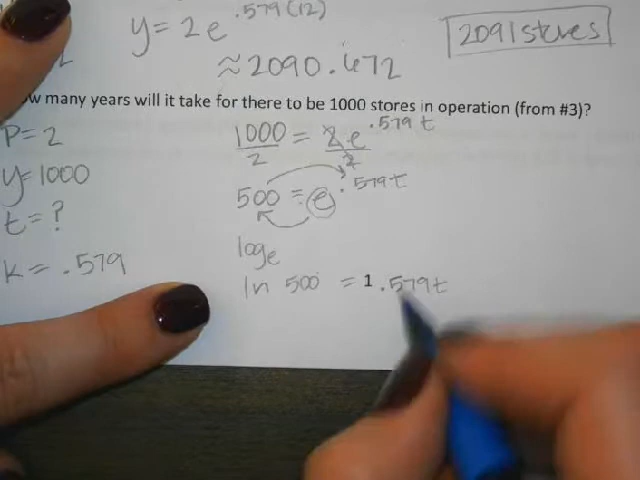 y = 2e^.579(12)
2091 stores
≈ 2090.672
w many years will it take for there to be 1000 stores in operation (from #3)?
P = 2
1000/2 = 2e^.579t/2
y = 1000
500 = e^.579t
t = ?
log_e
k = .579
ln 500 = 1.579t